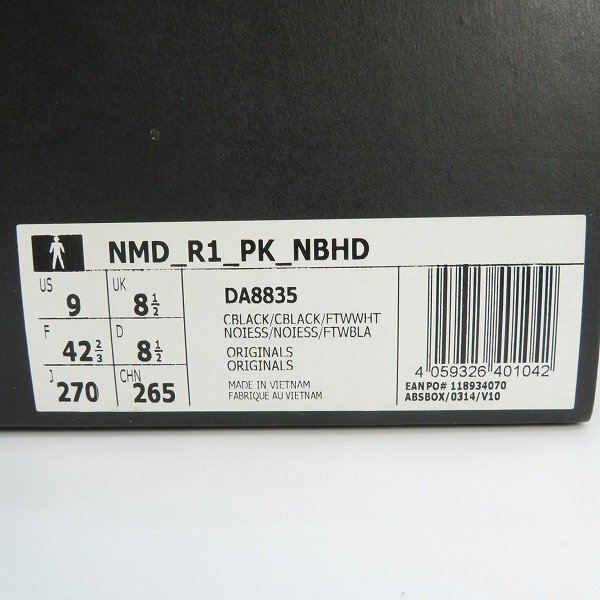 NMD_R1_PK_NBHD
US UK
9 8½
F D
42⅔ 8½
J CHN
270 265
DA8835
CBLACK/CBLACK/FTWWHT
NOIESS/NOIESS/FTWBLA
ORIGINALS
ORIGINALS
MADE IN VIETNAM
FABRIQUE AU VIETNAM
4 059326 401042
EAN PO# 118934070
ABSBOX/0314/V10